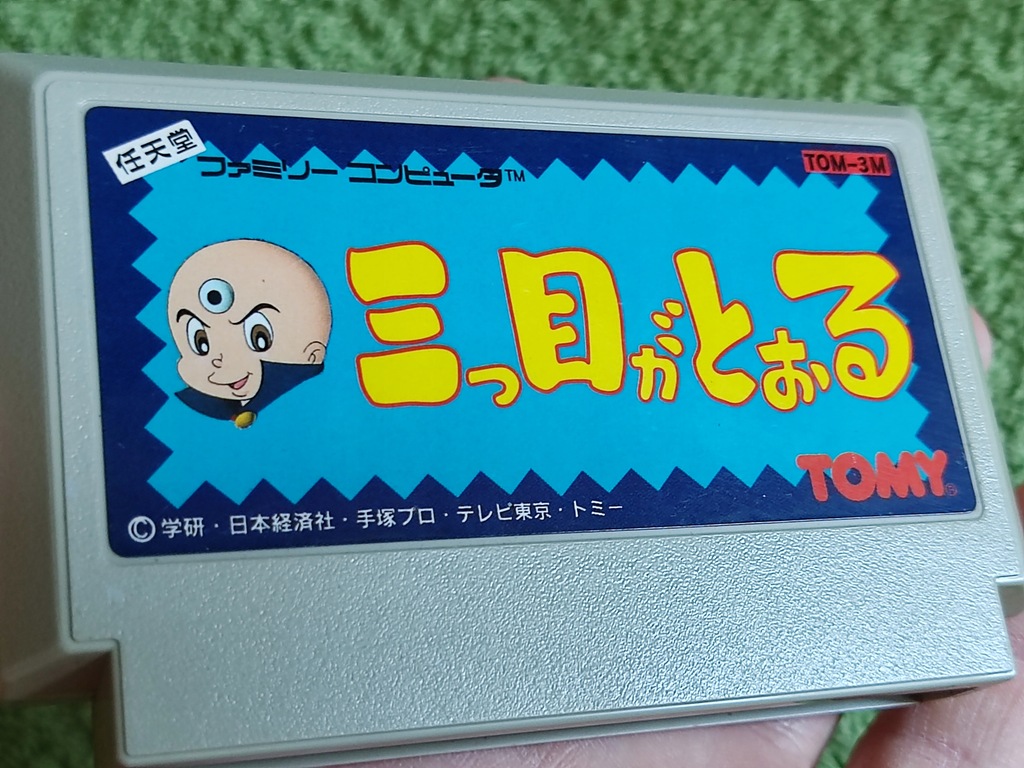 任天堂
ファミリーコンピュータ™
TOM-3M
三つ目がとおる
TOMY®
©学研・日本経済社・手塚プロ・テレビ東京・トミー